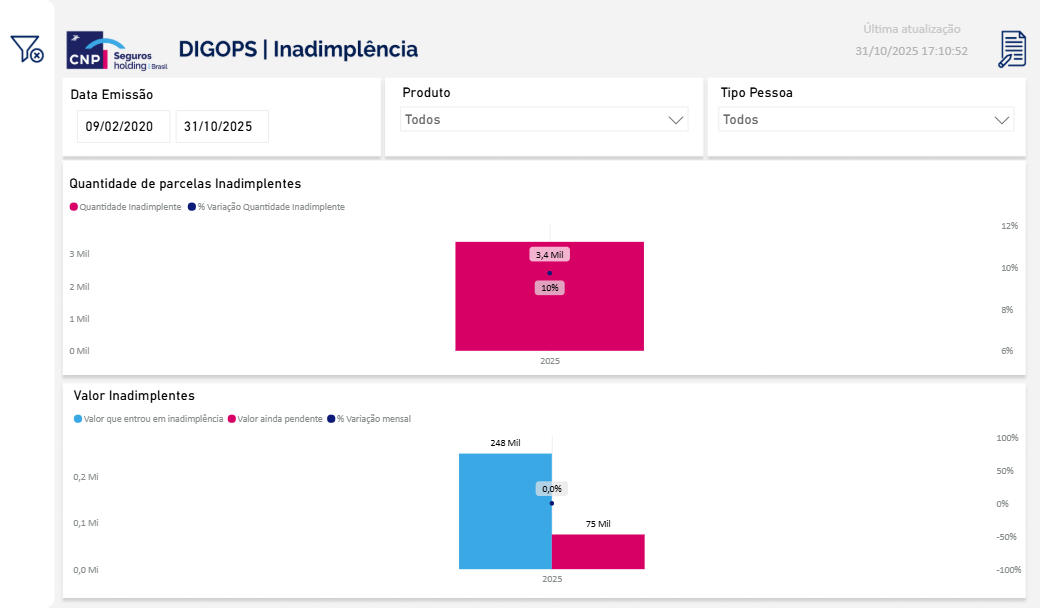 CNP Seguros holding | Brasil
DIGOPS | Inadimplência
Última atualização
31/10/2025 17:10:52
Data Emissão
09/02/2020 31/10/2025
Produto
Todos
Tipo Pessoa
Todos
Quantidade de parcelas Inadimplentes
Quantidade Inadimplente % Variação Quantidade Inadimplente
3 Mil
2 Mil
1 Mil
0 Mil
3,4 Mil
10%
2025
12%
10%
8%
6%
Valor Inadimplentes
Valor que entrou em inadimplência Valor ainda pendente % Variação mensal
0,2 Mi
0,1 Mi
0,0 Mi
248 Mil
0,0%
75 Mil
2025
100%
50%
0%
-50%
-100%